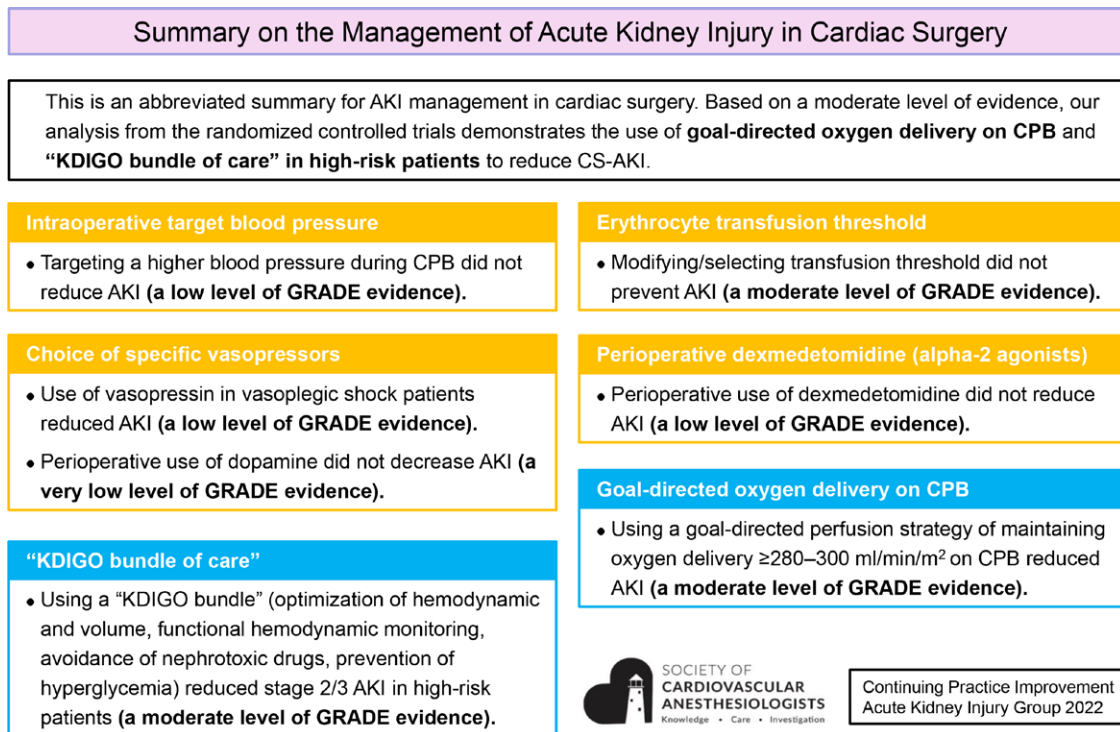 Summary on the Management of Acute Kidney Injury in Cardiac Surgery
This is an abbreviated summary for AKI management in cardiac surgery. Based on a moderate level of evidence, our
analysis from the randomized controlled trials demonstrates the use of goal-directed oxygen delivery on CPB and
“KDIGO bundle of care” in high-risk patients to reduce CS-AKI.
Intraoperative target blood pressure
• Targeting a higher blood pressure during CPB did not
reduce AKI (a low level of GRADE evidence).
Choice of specific vasopressors
• Use of vasopressin in vasoplegic shock patients
reduced AKI (a low level of GRADE evidence).
• Perioperative use of dopamine did not decrease AKI (a
very low level of GRADE evidence).
“KDIGO bundle of care”
• Using a “KDIGO bundle” (optimization of hemodynamic
and volume, functional hemodynamic monitoring,
avoidance of nephrotoxic drugs, prevention of
hyperglycemia) reduced stage 2/3 AKI in high-risk
patients (a moderate level of GRADE evidence).
Erythrocyte transfusion threshold
• Modifying/selecting transfusion threshold did not
prevent AKI (a moderate level of GRADE evidence).
Perioperative dexmedetomidine (alpha-2 agonists)
• Perioperative use of dexmedetomidine did not reduce
AKI (a low level of GRADE evidence).
Goal-directed oxygen delivery on CPB
• Using a goal-directed perfusion strategy of maintaining
oxygen delivery ≥280–300 ml/min/m² on CPB reduced
AKI (a moderate level of GRADE evidence).
SOCIETY OF
CARDIOVASCULAR
ANESTHESIOLOGISTS
Knowledge • Care • Investigation
Continuing Practice Improvement
Acute Kidney Injury Group 2022